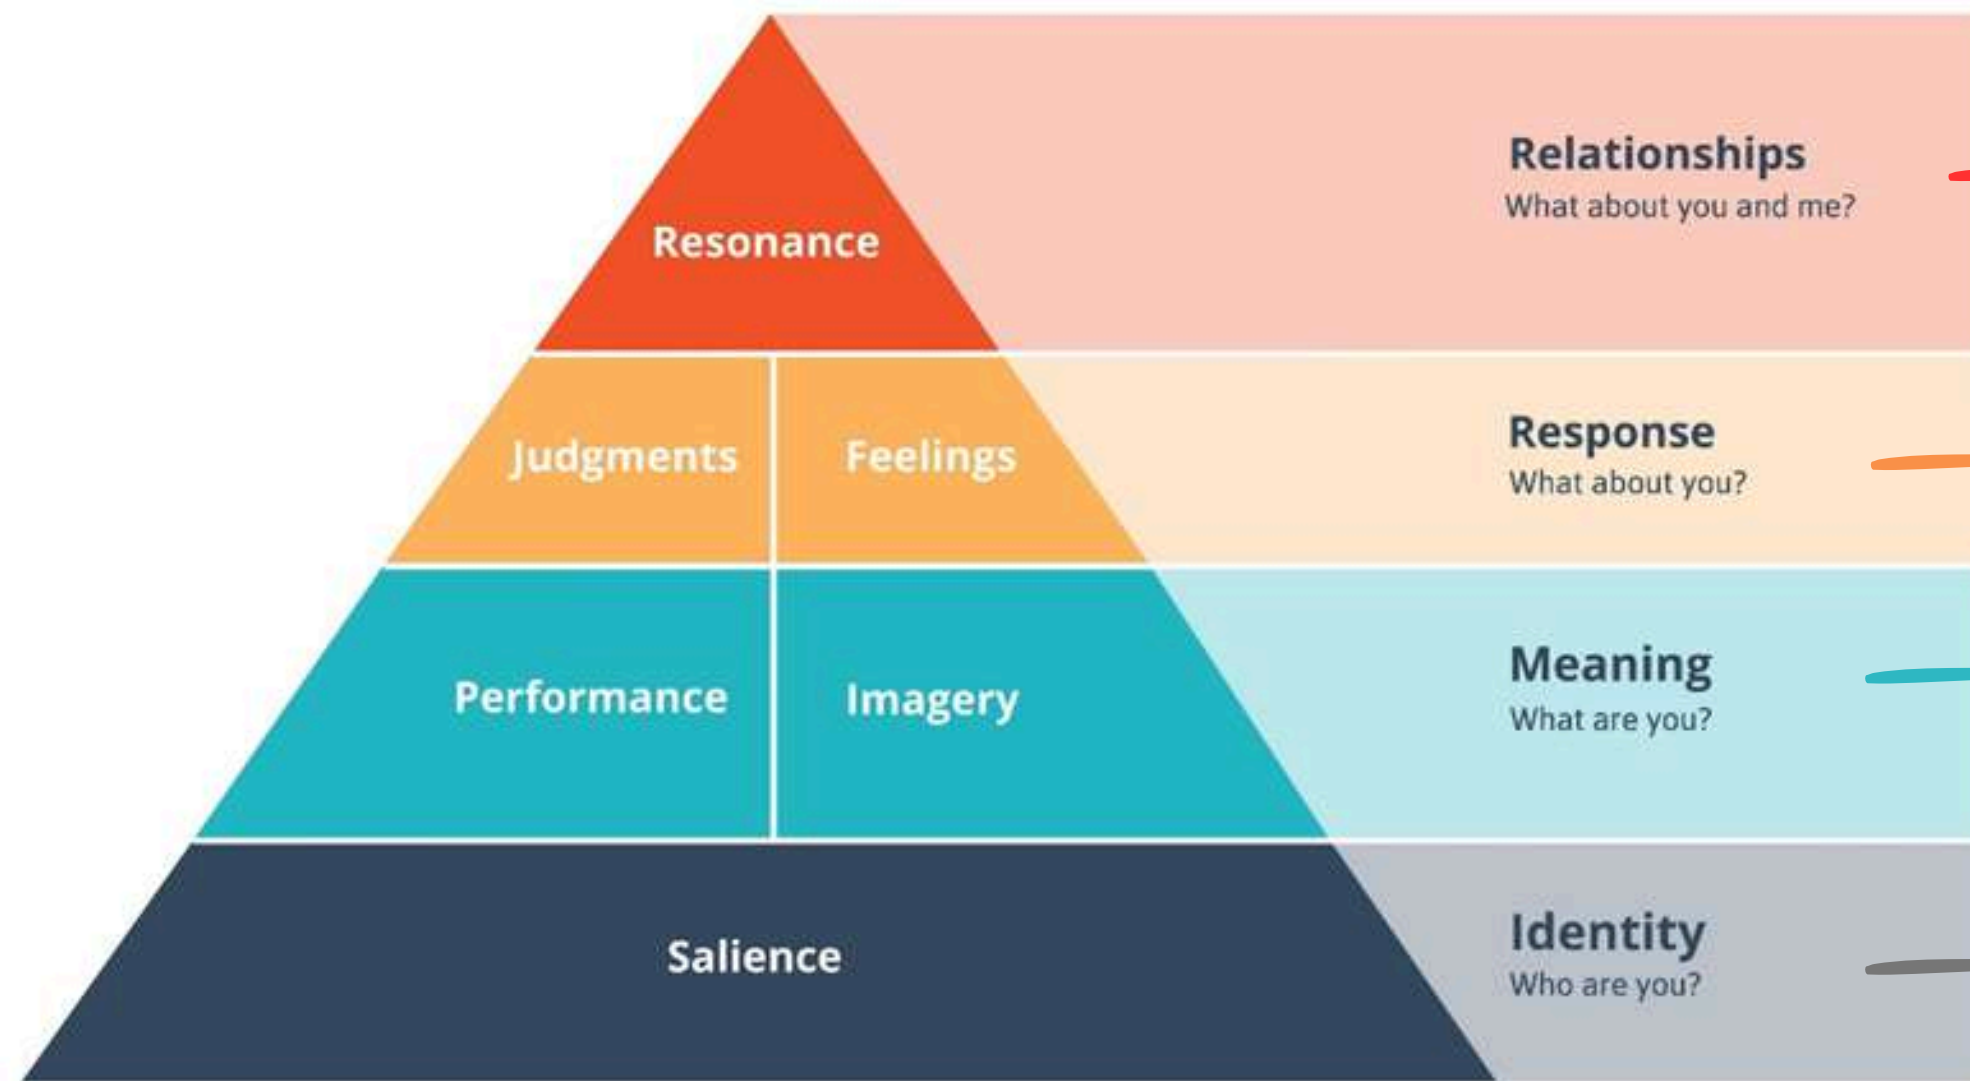 Resonance
Relationships
What about you and me?
Judgments
Feelings
Response
What about you?
Performance
Imagery
Meaning
What are you?
Salience
Identity
Who are you?